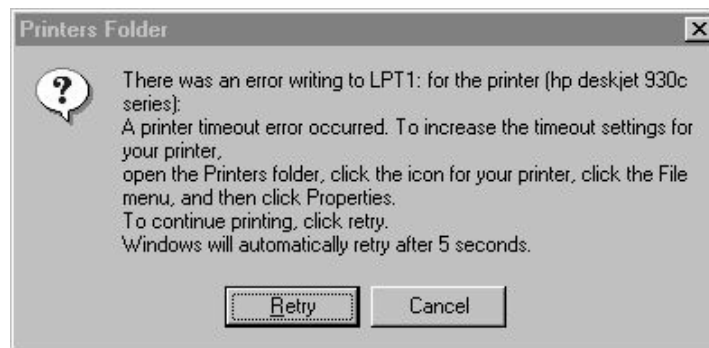 Printers Folder
There was an error writing to LPT1: for the printer (hp deskjet 930c
series):
A printer timeout error occurred. To increase the timeout settings for
your printer,
open the Printers folder, click the icon for your printer, click the File
menu, and then click Properties.
To continue printing, click retry.
Windows will automatically retry after 5 seconds.
Retry
Cancel